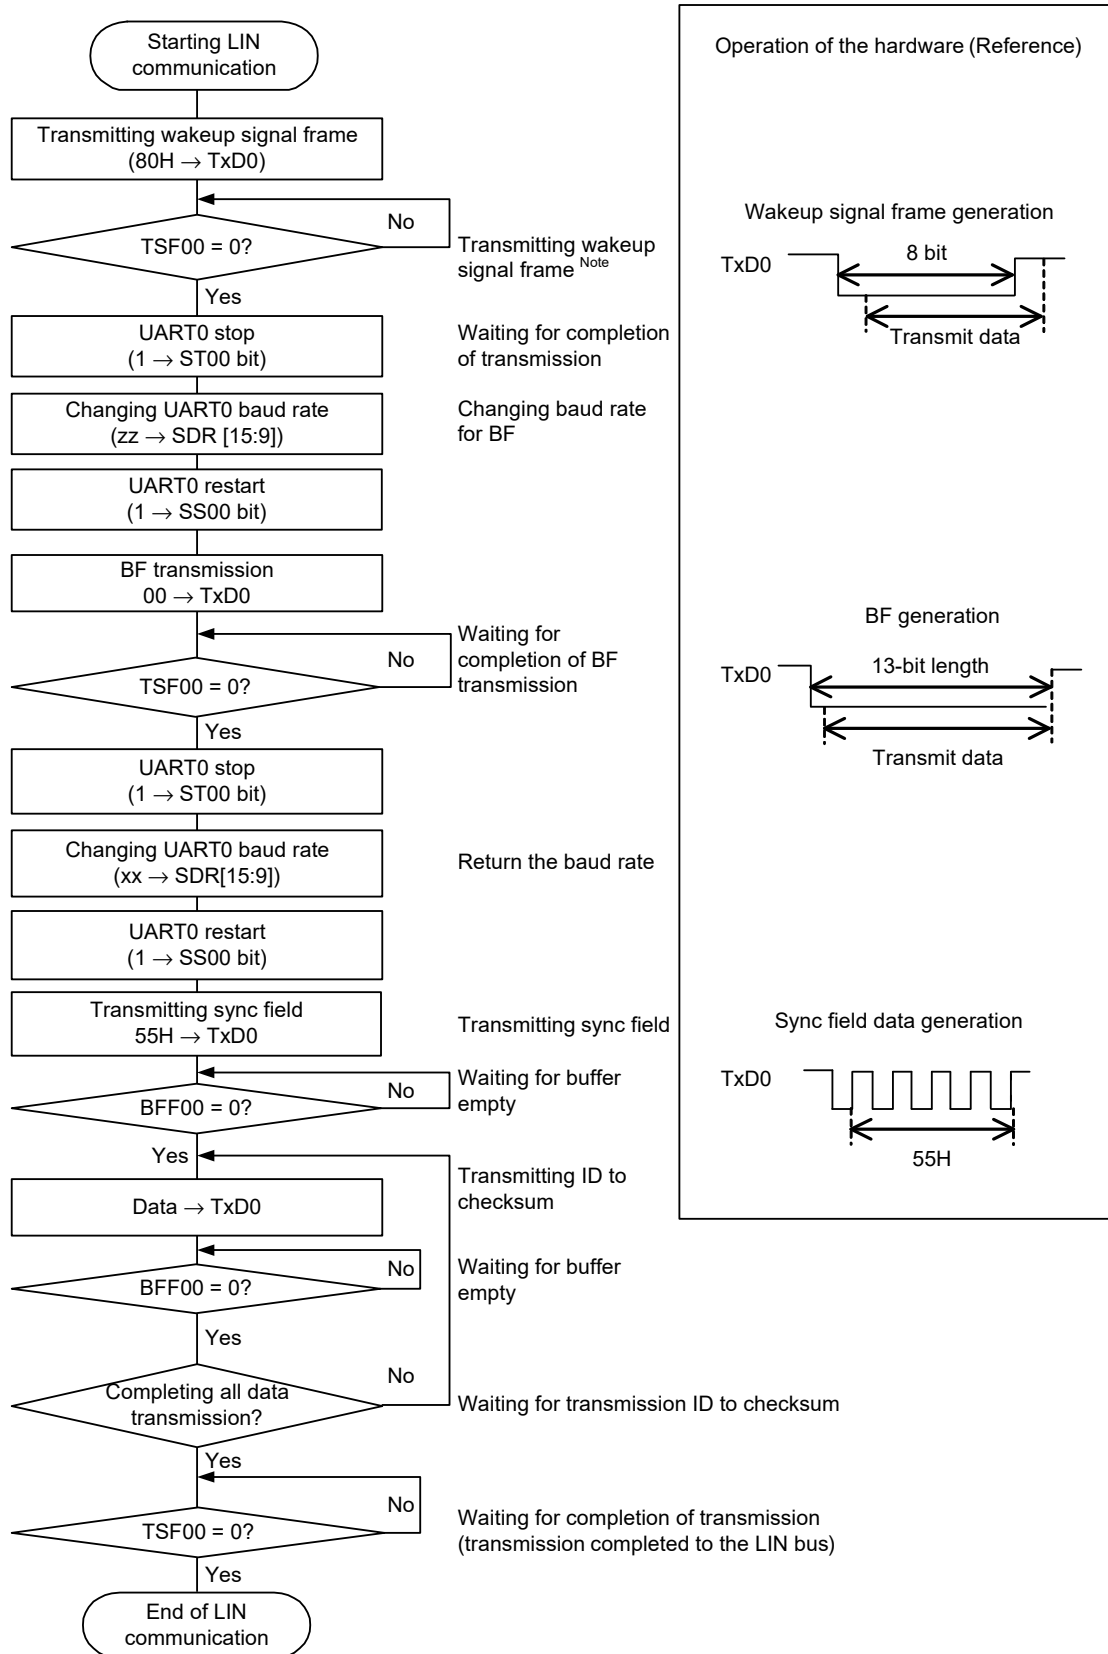 Starting LIN
communication
Transmitting wakeup signal frame
(80H → TxD0)
No
TSF00 = 0?
Transmitting wakeup
signal frame Note
Yes
UART0 stop
(1 → ST00 bit)
Waiting for completion
of transmission
Changing UART0 baud rate
(zz → SDR [15:9])
Changing baud rate
for BF
UART0 restart
(1 → SS00 bit)
BF transmission
00 → TxD0
Waiting for
completion of BF
transmission
No
TSF00 = 0?
Yes
UART0 stop
(1 → ST00 bit)
Changing UART0 baud rate
(xx → SDR[15:9])
Return the baud rate
UART0 restart
(1 → SS00 bit)
Transmitting sync field
55H → TxD0
Transmitting sync field
Waiting for buffer
empty
No
BFF00 = 0?
Yes
Transmitting ID to
checksum
Data → TxD0
No
Waiting for buffer
empty
BFF00 = 0?
Yes
No
Completing all data
transmission?
Waiting for transmission ID to checksum
Yes
No
TSF00 = 0?
Waiting for completion of transmission
(transmission completed to the LIN bus)
Yes
End of LIN
communication
Operation of the hardware (Reference)
Wakeup signal frame generation
TxD0
8 bit
Transmit data
BF generation
TxD0
13-bit length
Transmit data
Sync field data generation
TxD0
55H